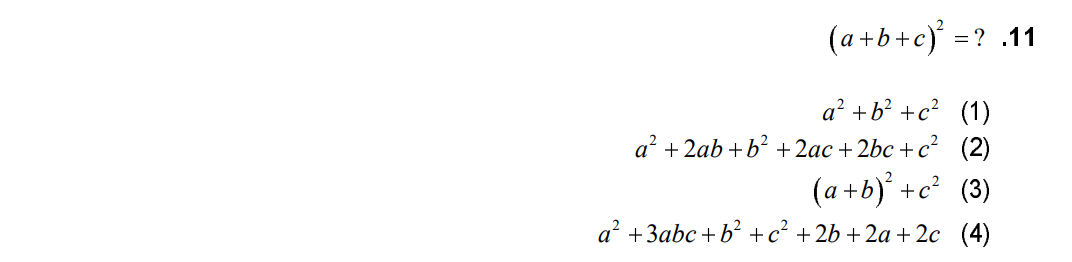 .11 (a+b+c)² = ?
(1) a² + b² + c²
(2) a² + 2ab + b² + 2ac + 2bc + c²
(3) (a+b)² + c²
(4) a² + 3abc + b² + c² + 2b + 2a + 2c